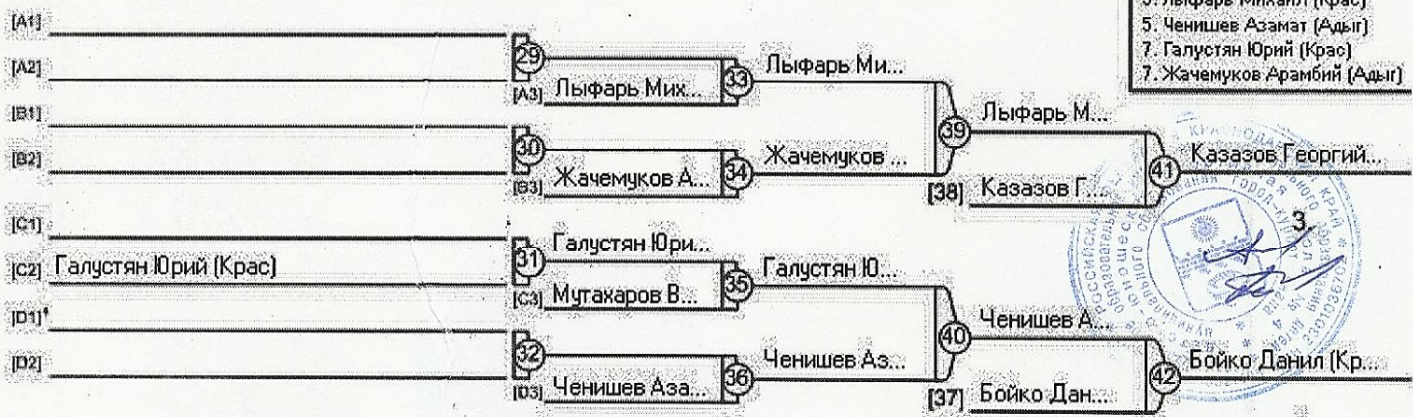 5. Лыфарь Михаил (Крас)
5. Ченишев Азамат (Адыг)
7. Галустян Юрий (Крас)
7. Жачемуков Арамбий (Адыг)
[A1]
[A2]
29
[A3] Лыфарь Мих...
33
Лыфарь Ми...
[B1]
[B2]
30
[B3] Жачемуков А...
34
Жачемуков ...
39
Лыфарь М...
[38] Казазов Г...
41
Казазов Георгий...
3.
[C1]
[C2] Галустян Юрий (Крас)
31
Галустян Юри...
[C3] Мутахаров В...
35
Галустян Ю...
[D1]
[D2]
32
[D3] Ченишев Аза...
36
Ченишев Аз...
40
Ченишев А...
[37] Бойко Дан...
42
Бойко Данил (Кр...